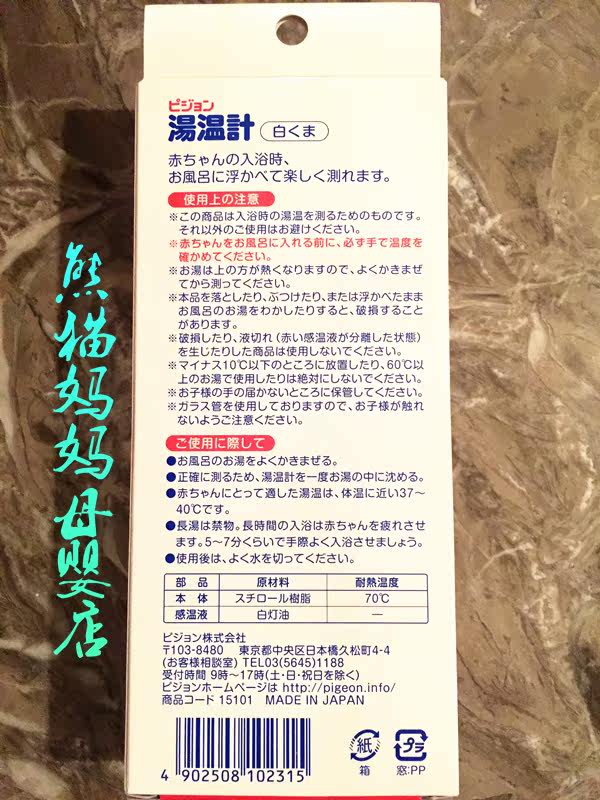 ピジョン
湯温計 白くま
赤ちゃんの入浴時、
お風呂に浮かべて楽しく測れます。
使用上の注意
※この商品は入浴時の湯温を測るためのものです。
それ以外のご使用はお避けください。
※赤ちゃんをお風呂に入れる前に、必ず手で温度を
確かめてください。
※お湯は上の方が熱くなりますので、よくかきまぜ
てから測ってください。
※本品を落としたり、ぶつけたり、または浮かべたまま
お風呂のお湯をわかしたりすると、破損すること
があります。
※破損したり、液切れ(赤い感温液が分離した状態)
を生じたりした商品は使用しないでください。
※マイナス10℃以下のところに放置したり、60℃以
上のお湯で使用したりは絶対にしないでください。
※お子様の手の届かないところに保管してください。
※ガラス管を使用しておりますので、お子様が触れ
ないようご注意ください。
ご使用に際して
●お風呂のお湯をよくかきまぜる。
●正確に測るため、湯温計を一度お湯の中に沈める。
●赤ちゃんにとって適した湯温は、体温に近い37〜
40℃です。
●長湯は禁物。長時間の入浴は赤ちゃんを疲れさせ
ます。5〜7分くらいで手際よく入浴させましょう。
●使用後は、よく水を切ってください。
部品 原材料 耐熱温度
本体 スチロール樹脂 70℃
感温液 白灯油 —
ピジョン株式会社
〒103-8480 東京都中央区日本橋久松町4-4
(お客様相談室) TEL03(5645)1188
受付時間 9時〜17時(土・日・祝日を除く)
ピジョンホームページは http://pigeon.info/
商品コード 15101 MADE IN JAPAN
4 902508 102315
紙 箱
プラ 窓:PP
熊猫妈妈母婴店